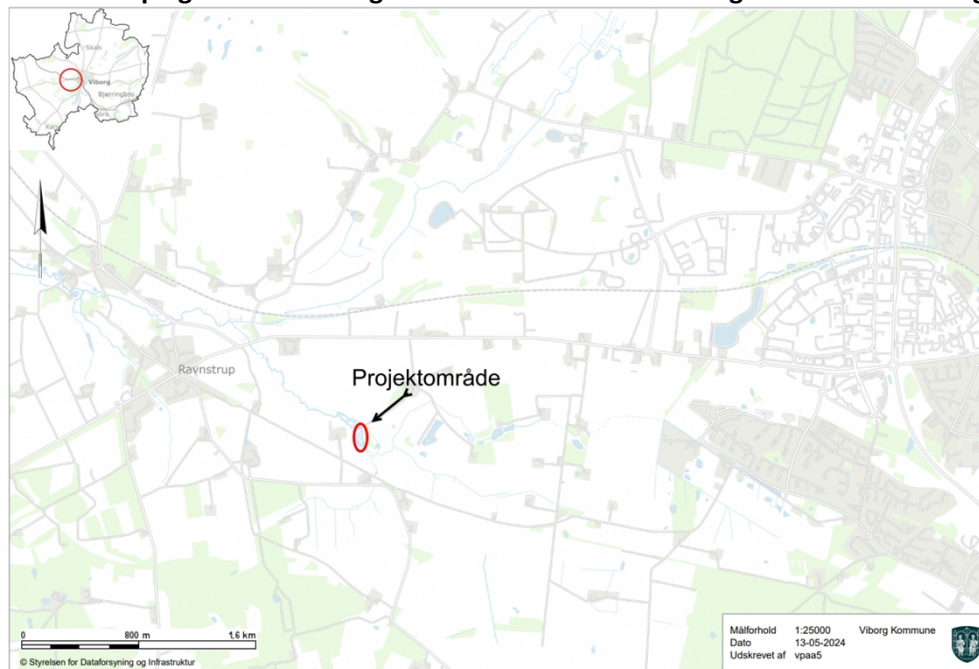 Skals
Viborg
Bjerringbro
Ravnstrup
Projektområde
0 800 m 1,6 km
© Styrelsen for Dataforsyning og Infrastruktur
Målforhold 1:25000 Viborg Kommune
Dato 13-05-2024
Udskrevet af vpaa5